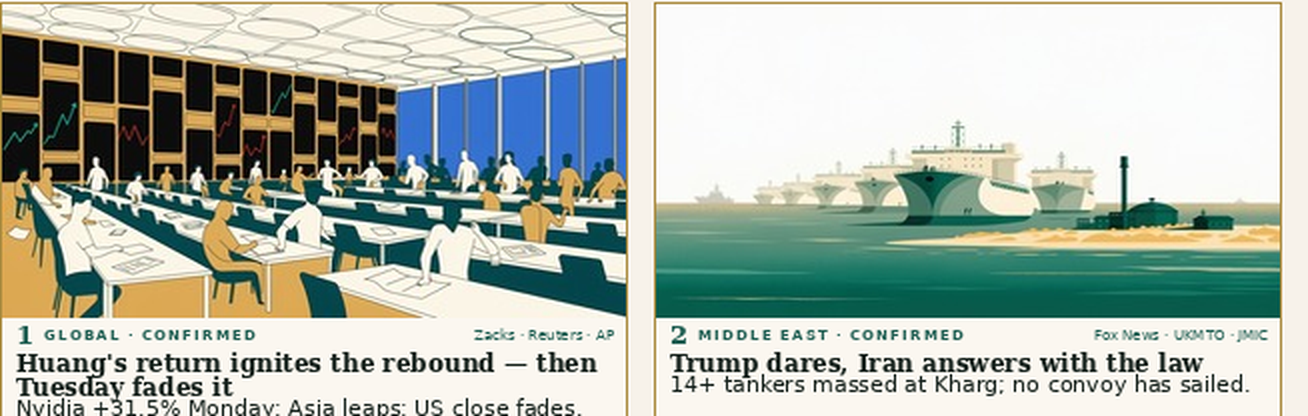 1 GLOBAL · CONFIRMED Zacks · Reuters · AP
Huang's return ignites the rebound — then
Tuesday fades it
Nvidia +31.5% Monday; Asia leaps; US close fades.
2 MIDDLE EAST · CONFIRMED Fox News · UKMTO · JMIC
Trump dares, Iran answers with the law
14+ tankers massed at Kharg; no convoy has sailed.